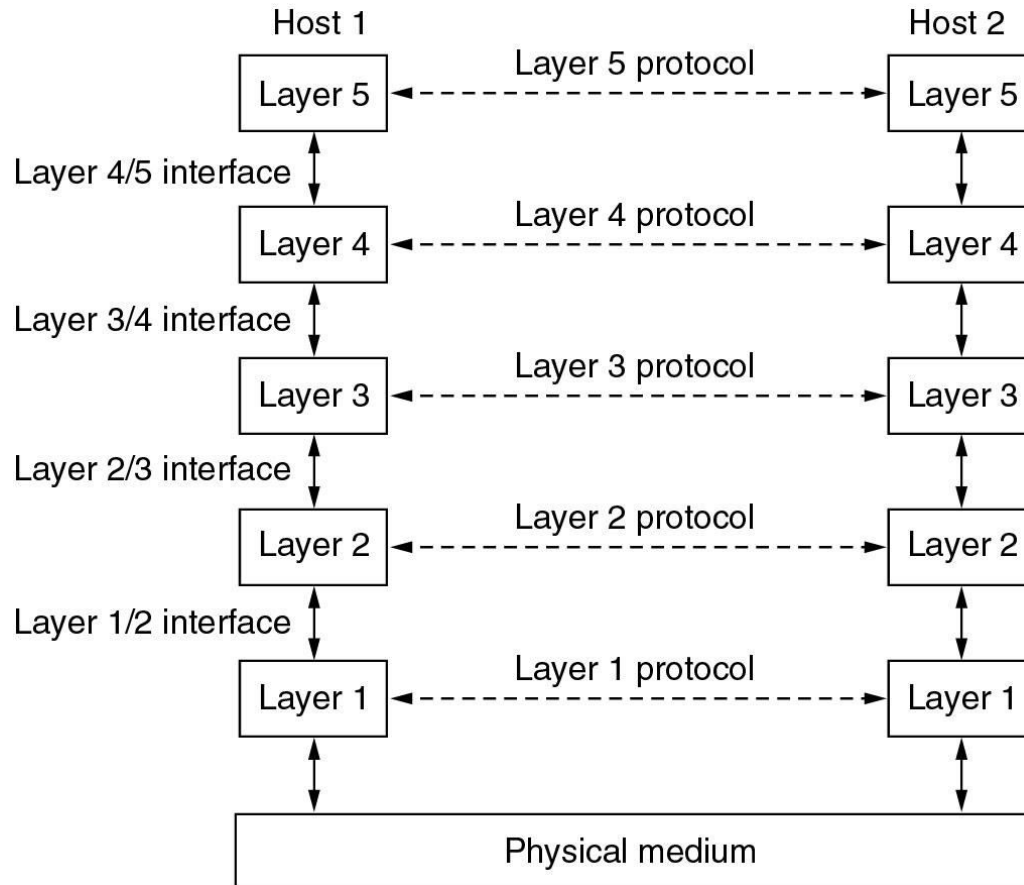 Host 1
Host 2
Layer 5 protocol
Layer 5
Layer 5
Layer 4/5 interface
Layer 4 protocol
Layer 4
Layer 4
Layer 3/4 interface
Layer 3 protocol
Layer 3
Layer 3
Layer 2/3 interface
Layer 2 protocol
Layer 2
Layer 2
Layer 1/2 interface
Layer 1 protocol
Layer 1
Layer 1
Physical medium